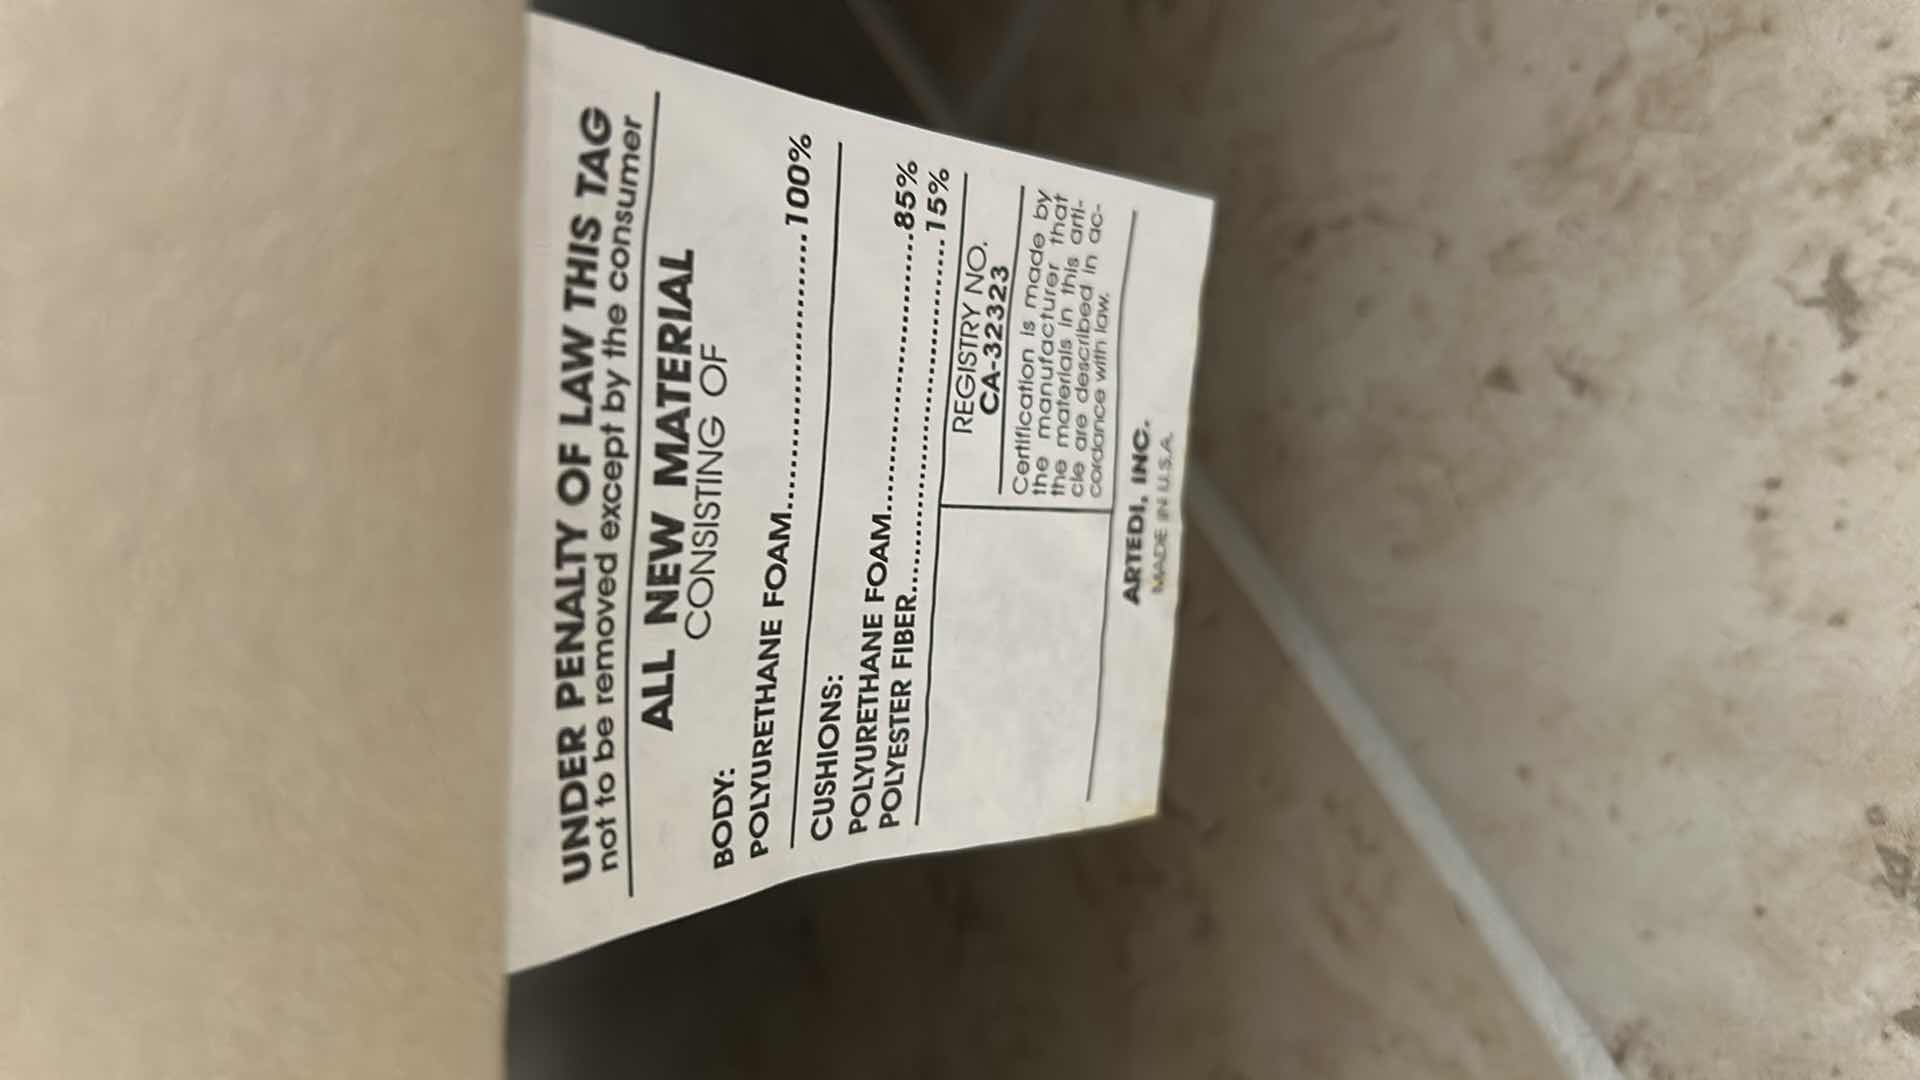 UNDER PENALTY OF LAW THIS TAG
not to be removed except by the consumer
ALL NEW MATERIAL
CONSISTING OF
BODY:
POLYURETHANE FOAM..............................100%
CUSHIONS:
POLYURETHANE FOAM..............................85%
POLYESTER FIBER........................................15%
REGISTRY NO.
CA-32323
Certification is made by
the manufacturer that
the materials in this arti-
cle are described in ac-
cordance with law.
ARTEDI, INC.
MADE IN U.S.A.